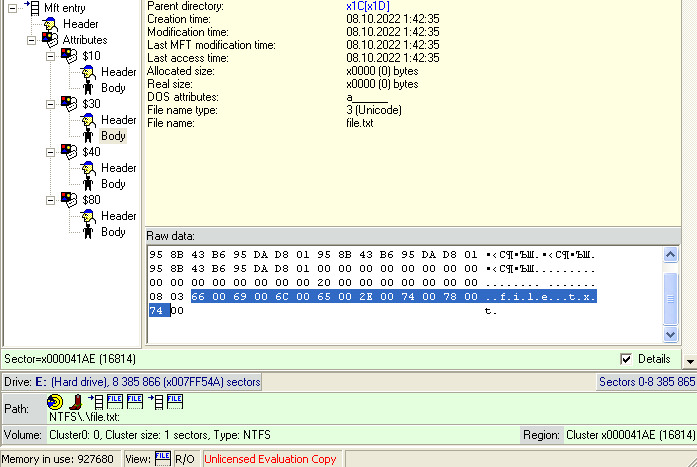 Mft entry
Header
Attributes
$10
Header
Body
$30
Header
Body
$40
Header
Body
$80
Header
Body
Parent directory: x1C[x1D]
Creation time: 08.10.2022 1:42:35
Modification time: 08.10.2022 1:42:35
Last MFT modification time: 08.10.2022 1:42:35
Last access time: 08.10.2022 1:42:35
Allocated size: x0000 (0) bytes
Real size: x0000 (0) bytes
DOS attributes: a_______
File name type: 3 (Unicode)
File name: file.txt
Raw data:
95 8B 43 B6 95 DA D8 01 95 8B 43 B6 95 DA D8 01 •‹C¶•ЪШ.•‹C¶•ЪШ.
95 8B 43 B6 95 DA D8 01 00 00 00 00 00 00 00 00 •‹C¶•ЪШ.........
00 00 00 00 00 00 00 00 20 00 00 00 00 00 00 00 ........ .......
08 03 66 00 69 00 6C 00 65 00 2E 00 74 00 78 00 ..f.i.l.e...t.x.
74 00 t.
Sector=x000041AE (16814)
Details
Drive: E: (Hard drive), 8 385 866 (x007FF54A) sectors
Sectors 0-8 385 865
Path:
FILE FILE FILE
NTFS\.\file.txt:
Volume: Cluster0: 0, Cluster size: 1 sectors, Type: NTFS
Region: Cluster x000041AE (16814)
Memory in use: 927680
View: FILE R/O
Unlicensed Evaluation Copy